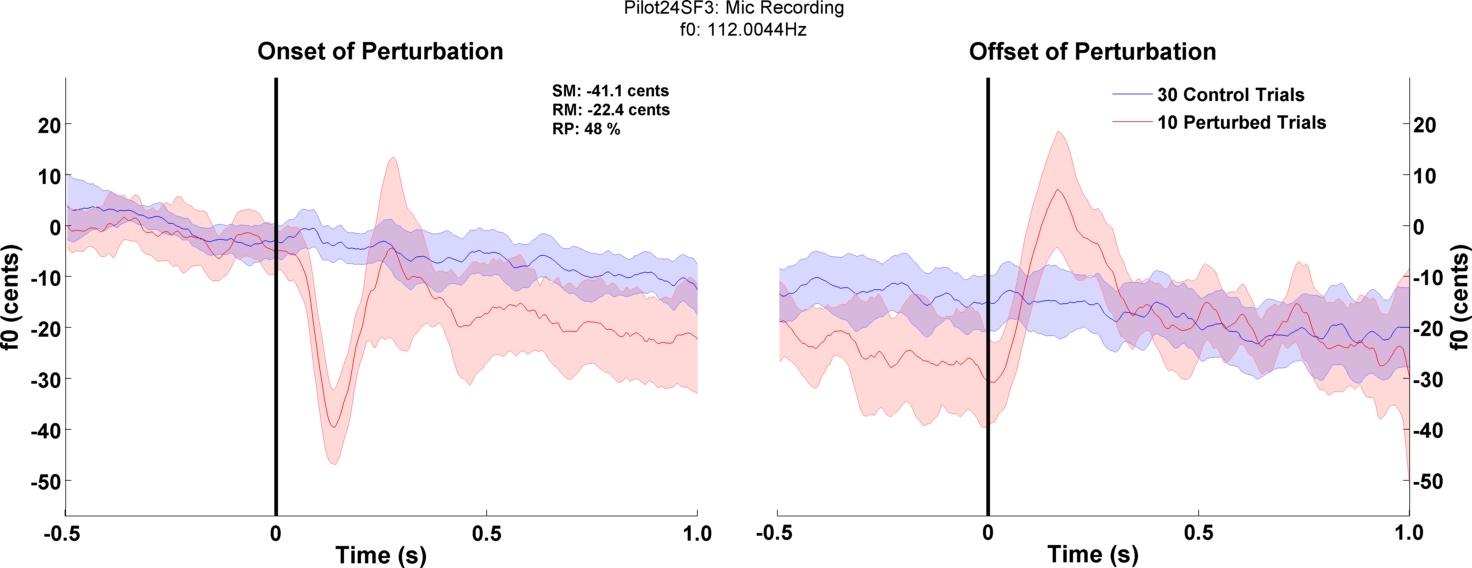 Pilot24SF3: Mic Recording
f0: 112.0044Hz
Onset of Perturbation
SM: -41.1 cents
RM: -22.4 cents
RP: 48 %
20
10
0
-10
-20
-30
-40
-50
f0 (cents)
-0.5 0 0.5 1.0
Time (s)
Offset of Perturbation
30 Control Trials
10 Perturbed Trials
20
10
0
-10
-20
-30
-40
-50
f0 (cents)
-0.5 0 0.5 1.0
Time (s)